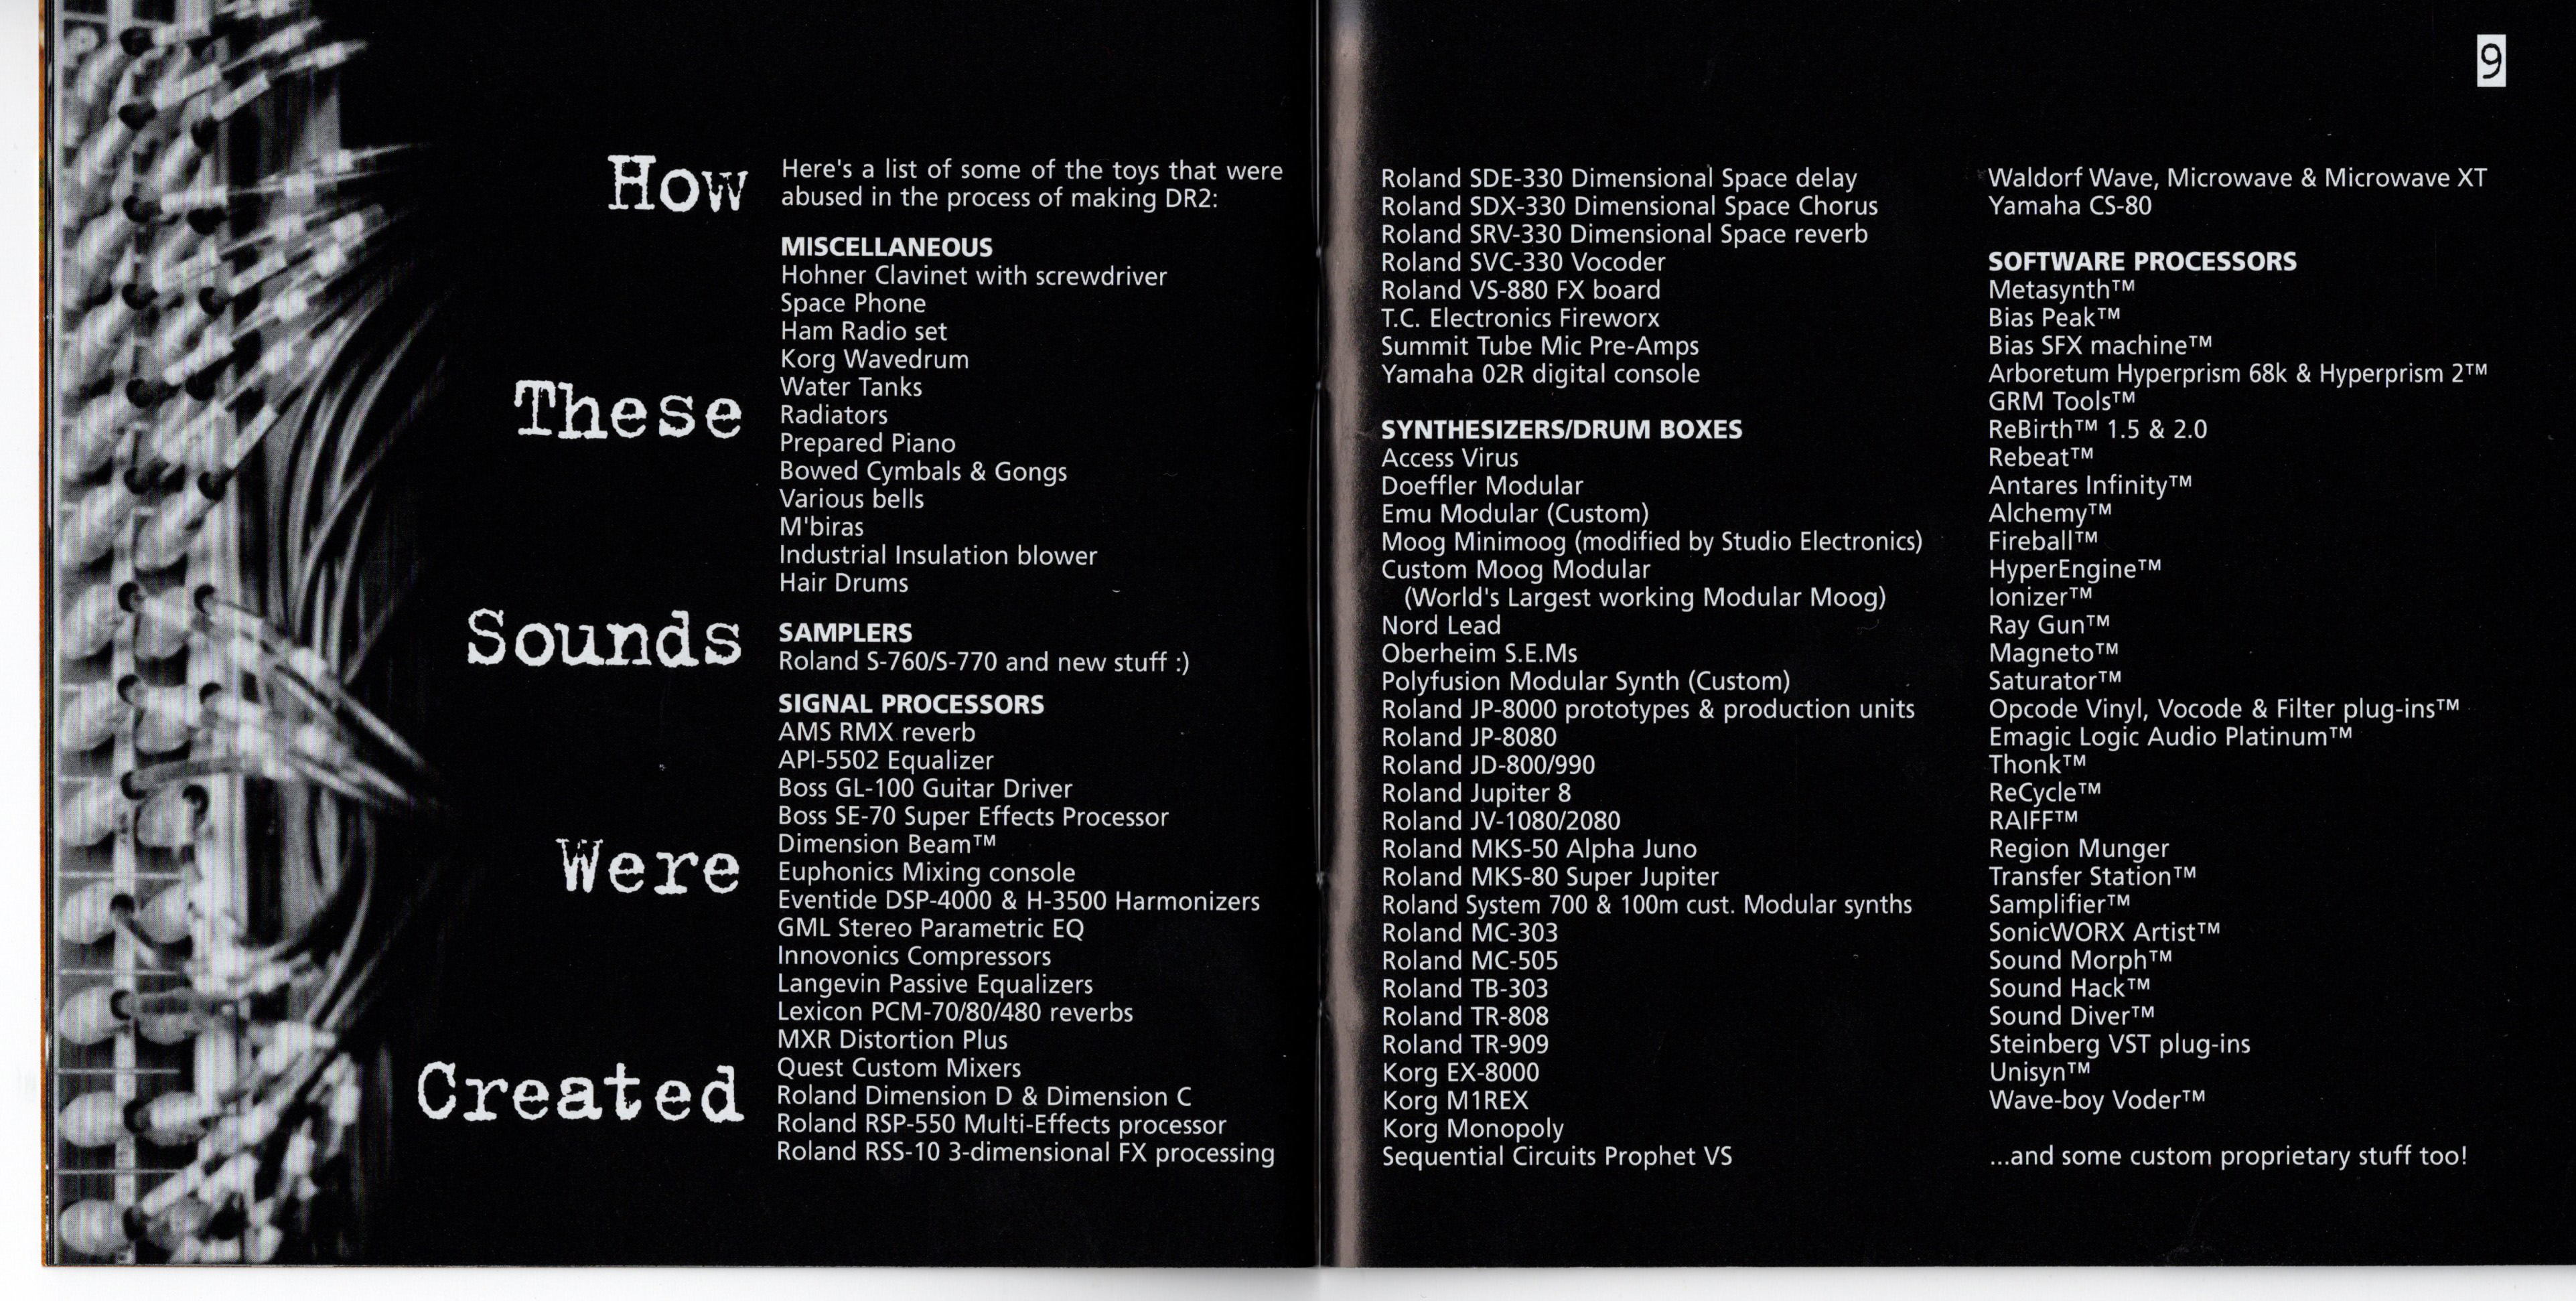 How
These
Sounds
Were
Created
Here's a list of some of the toys that were
abused in the process of making DR2:
MISCELLANEOUS
Hohner Clavinet with screwdriver
Space Phone
Ham Radio set
Korg Wavedrum
Water Tanks
Radiators
Prepared Piano
Bowed Cymbals & Gongs
Various bells
M'biras
Industrial Insulation blower
Hair Drums
SAMPLERS
Roland S-760/S-770 and new stuff :)
SIGNAL PROCESSORS
AMS RMX reverb
API-5502 Equalizer
Boss GL-100 Guitar Driver
Boss SE-70 Super Effects Processor
Dimension Beam™
Euphonics Mixing console
Eventide DSP-4000 & H-3500 Harmonizers
GML Stereo Parametric EQ
Innovonics Compressors
Langevin Passive Equalizers
Lexicon PCM-70/80/480 reverbs
MXR Distortion Plus
Quest Custom Mixers
Roland Dimension D & Dimension C
Roland RSP-550 Multi-Effects processor
Roland RSS-10 3-dimensional FX processing
9
Roland SDE-330 Dimensional Space delay
Roland SDX-330 Dimensional Space Chorus
Roland SRV-330 Dimensional Space reverb
Roland SVC-330 Vocoder
Roland VS-880 FX board
T.C. Electronics Fireworx
Summit Tube Mic Pre-Amps
Yamaha 02R digital console
SYNTHESIZERS/DRUM BOXES
Access Virus
Doeffler Modular
Emu Modular (Custom)
Moog Minimoog (modified by Studio Electronics)
Custom Moog Modular
(World's Largest working Modular Moog)
Nord Lead
Oberheim S.E.Ms
Polyfusion Modular Synth (Custom)
Roland JP-8000 prototypes & production units
Roland JP-8080
Roland JD-800/990
Roland Jupiter 8
Roland JV-1080/2080
Roland MKS-50 Alpha Juno
Roland MKS-80 Super Jupiter
Roland System 700 & 100m cust. Modular synths
Roland MC-303
Roland MC-505
Roland TB-303
Roland TR-808
Roland TR-909
Korg EX-8000
Korg M1REX
Korg Monopoly
Sequential Circuits Prophet VS
Waldorf Wave, Microwave & Microwave XT
Yamaha CS-80
SOFTWARE PROCESSORS
Metasynth™
Bias Peak™
Bias SFX machine™
Arboretum Hyperprism 68k & Hyperprism 2™
GRM Tools™
ReBirth™ 1.5 & 2.0
Rebeat™
Antares Infinity™
Alchemy™
Fireball™
HyperEngine™
Ionizer™
Ray Gun™
Magneto™
Saturator™
Opcode Vinyl, Vocode & Filter plug-ins™
Emagic Logic Audio Platinum™
Thonk™
ReCycle™
RAIFF™
Region Munger
Transfer Station™
Samplifier™
SonicWORX Artist™
Sound Morph™
Sound Hack™
Sound Diver™
Steinberg VST plug-ins
Unisyn™
Wave-boy Voder™
...and some custom proprietary stuff too!